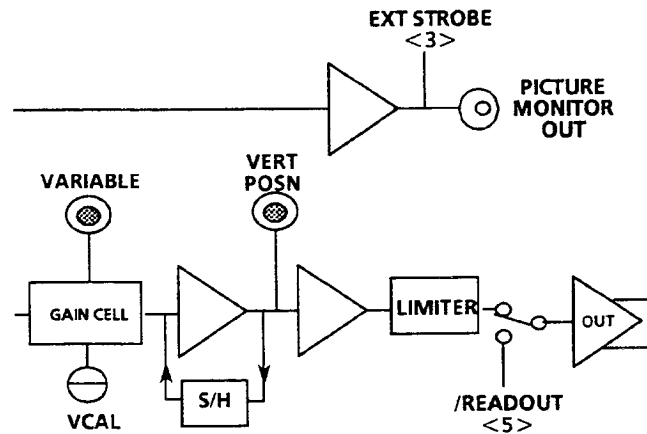 EXT STROBE
<3>
PICTURE
MONITOR
OUT
VARIABLE
VERT
POSN
GAIN CELL
LIMITER
OUT
S/H
VCAL
/READOUT
<5>